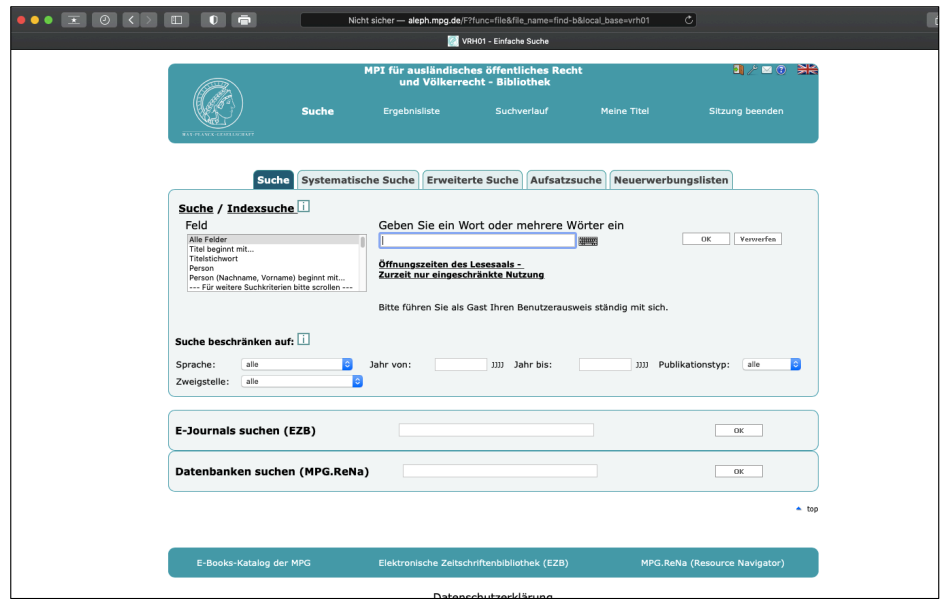 Nicht sicher — aleph.mpg.de/F?func=file&file_name=find-b&local_base=vrh01
VRH01 - Einfache Suche
MPI für ausländisches öffentliches Recht
und Völkerrecht - Bibliothek
MAX-PLANCK-GESELLSCHAFT
Suche Ergebnisliste Suchverlauf Meine Titel Sitzung beenden
Suche Systematische Suche Erweiterte Suche Aufsatzsuche Neuerwerbungslisten
Suche / Indexsuche i
Feld Geben Sie ein Wort oder mehrere Wörter ein
Alle Felder
Titel beginnt mit...
Titelstichwort
Person
Person (Nachname, Vorname) beginnt mit...
--- Für weitere Suchkriterien bitte scrollen ---
OK Verwerfen
Öffnungszeiten des Lesesaals -
Zurzeit nur eingeschränkte Nutzung
Bitte führen Sie als Gast Ihren Benutzerausweis ständig mit sich.
Suche beschränken auf: i
Sprache: alle Jahr von: JJJJ Jahr bis: JJJJ Publikationstyp: alle
Zweigstelle: alle
E-Journals suchen (EZB) OK
Datenbanken suchen (MPG.ReNa) OK
top
E-Books-Katalog der MPG Elektronische Zeitschriftenbibliothek (EZB) MPG.ReNa (Resource Navigator)
Datenschutzerklärung